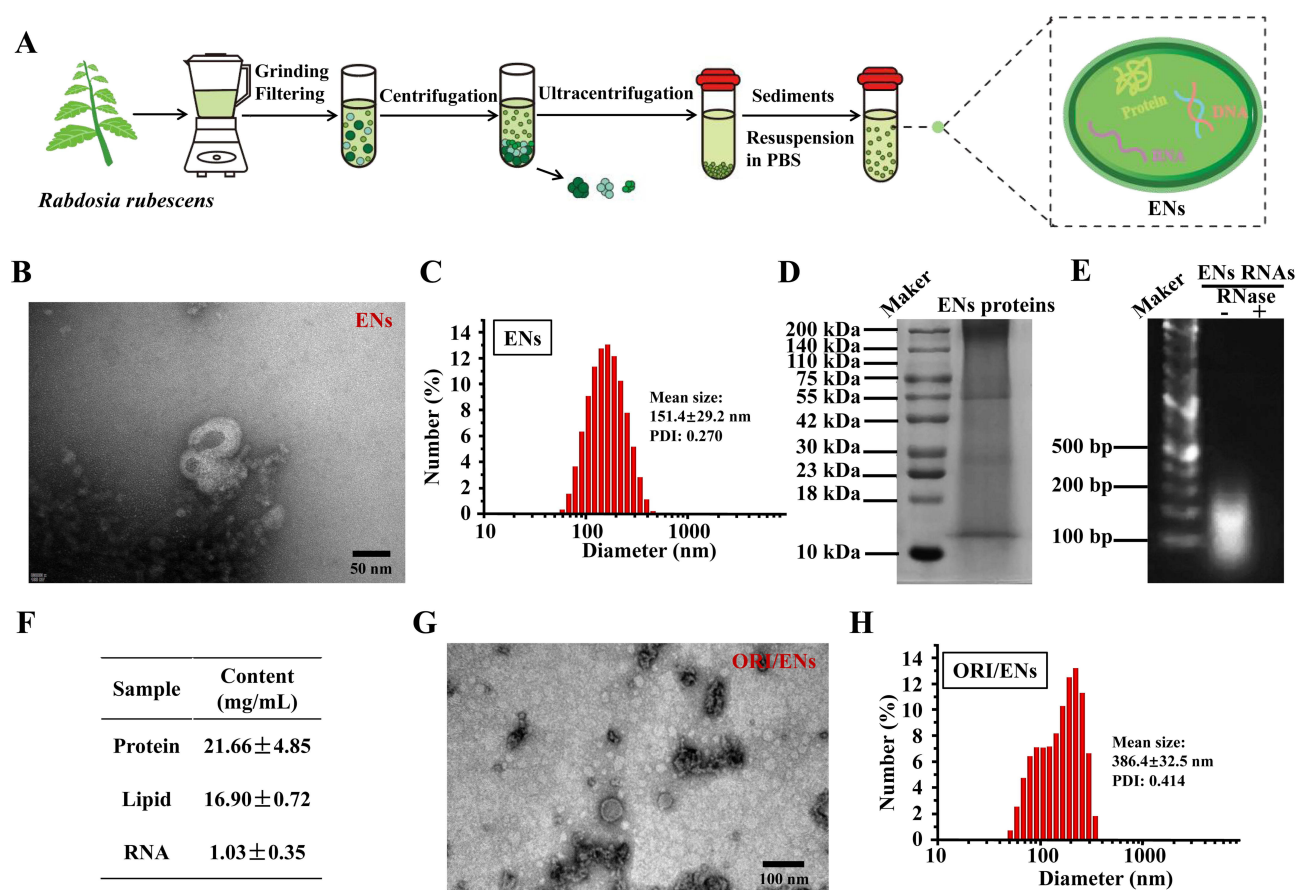 A
Grinding
Filtering
Centrifugation
Ultracentrifugation
Sediments
Resuspension
in PBS
Rabdosia rubescens
Protein
DNA
RNA
ENs
B
ENs
50 nm
C
ENs
Number (%)
14
12
10
8
6
4
2
0
10
100
1000
Diameter (nm)
Mean size:
151.4±29.2 nm
PDI: 0.270
D
Maker
ENs proteins
200 kDa
140 kDa
110 kDa
75 kDa
55 kDa
42 kDa
30 kDa
23 kDa
18 kDa
10 kDa
E
Maker
ENs RNAs
RNase
- +
500 bp
200 bp
100 bp
F
Sample Content
(mg/mL)
Protein 21.66±4.85
Lipid 16.90±0.72
RNA 1.03±0.35
G
ORI/ENs
100 nm
H
ORI/ENs
Number (%)
14
12
10
8
6
4
2
0
10
100
1000
Diameter (nm)
Mean size:
386.4±32.5 nm
PDI: 0.414